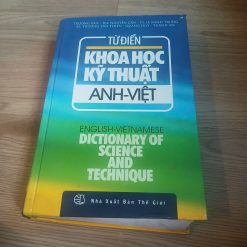 TỪ ĐIỂN
KHOA HỌC
KỸ THUẬT
ANH-VIỆT
ENGLISH-VIETNAMESE
DICTIONARY OF
SCIENCE
AND
TECHNIQUE
Nhà Xuất Bản Thế Giới